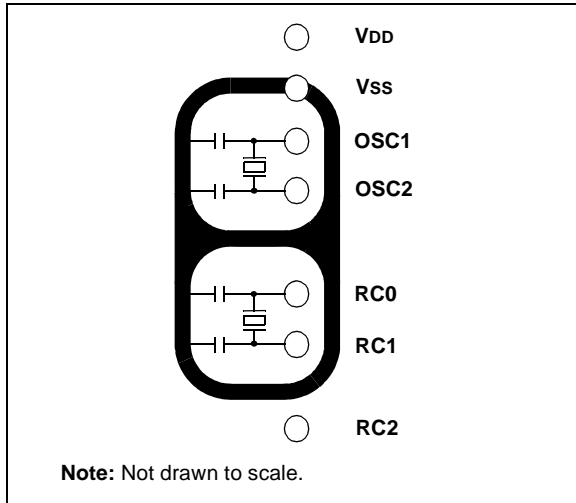 VDD
VSS
OSC1
OSC2
RC0
RC1
RC2
Note: Not drawn to scale.